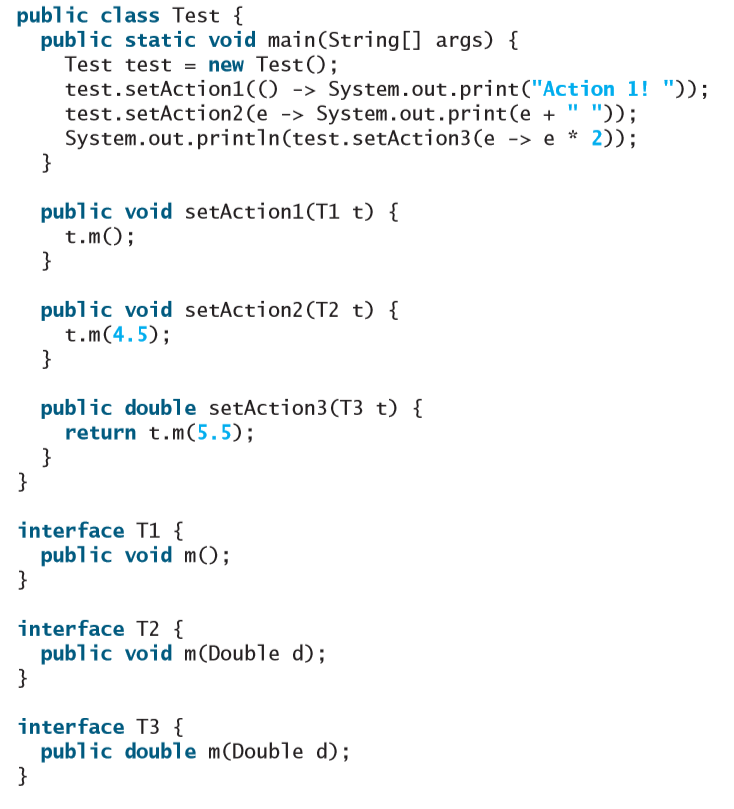 public class Test {
  public static void main(String[] args) {
    Test test = new Test();
    test.setAction1(() -> System.out.print("Action 1! "));
    test.setAction2(e -> System.out.print(e + " "));
    System.out.println(test.setAction3(e -> e * 2));
  }

  public void setAction1(T1 t) {
    t.m();
  }

  public void setAction2(T2 t) {
    t.m(4.5);
  }

  public double setAction3(T3 t) {
    return t.m(5.5);
  }
}

interface T1 {
  public void m();
}

interface T2 {
  public void m(Double d);
}

interface T3 {
  public double m(Double d);
}